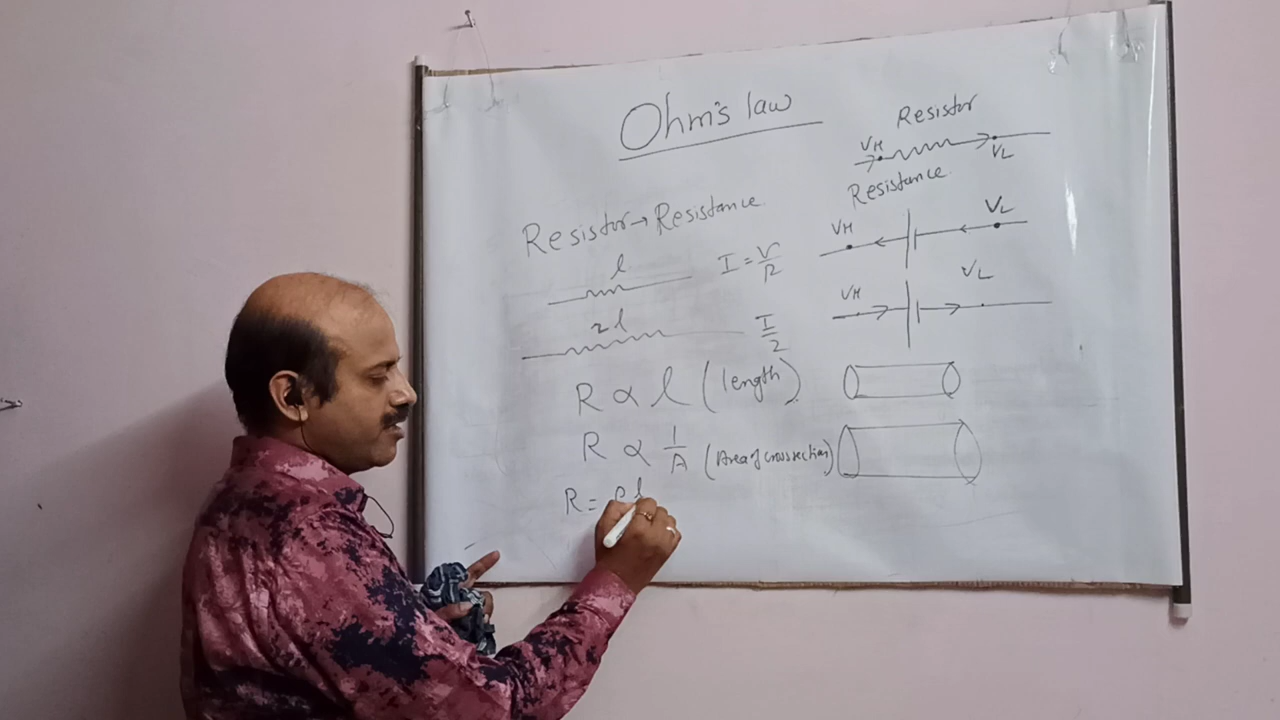 Ohm's law
Resistor
VH VL
Resistance
Resistor → Resistance
VH VL
l I = V/R
VH VL
2l I/2
R ∝ l (length)
R ∝ 1/A (Area of crosssection)
R = ρl